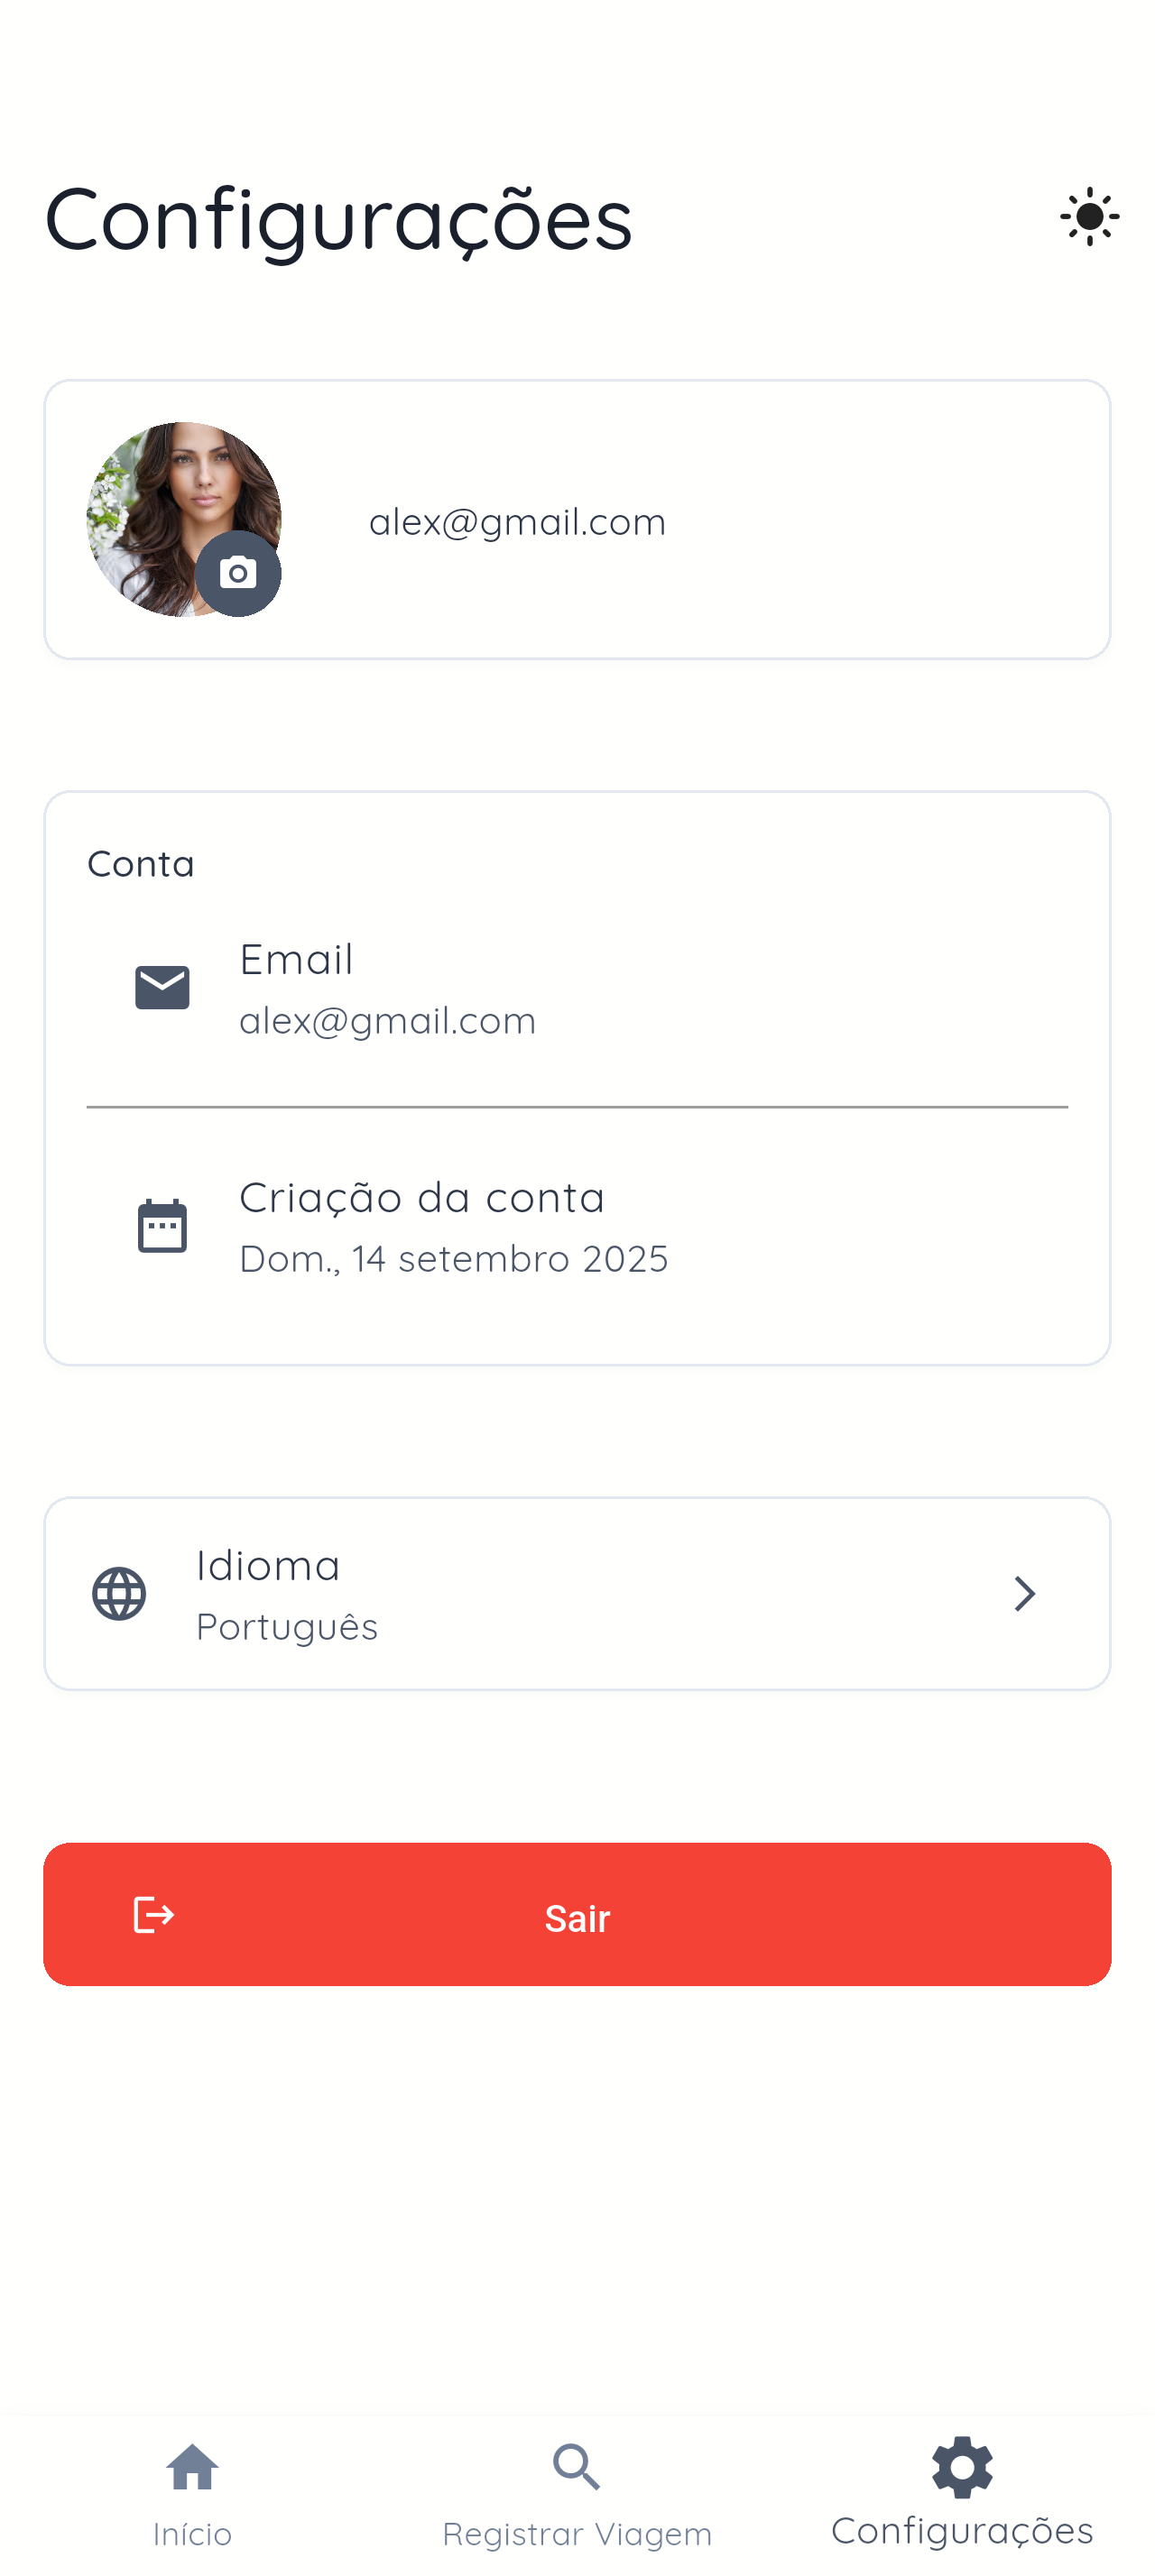 Configurações
alex@gmail.com
Conta
Email
alex@gmail.com
Criação da conta
Dom., 14 setembro 2025
Idioma
Português
Sair
Início
Registrar Viagem
Configurações